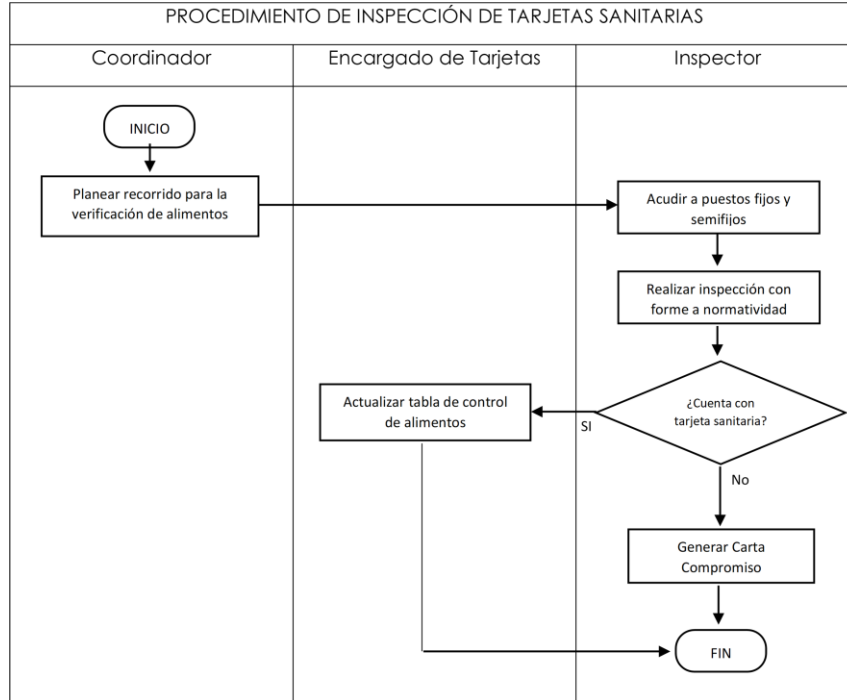 PROCEDIMIENTO DE INSPECCIÓN DE TARJETAS SANITARIAS
Coordinador
Encargado de Tarjetas
Inspector
INICIO
Planear recorrido para la
verificación de alimentos
Acudir a puestos fijos y
semifijos
Realizar inspección con
forme a normatividad
¿Cuenta con
tarjeta sanitaria?
SI
Actualizar tabla de control
de alimentos
No
Generar Carta
Compromiso
FIN